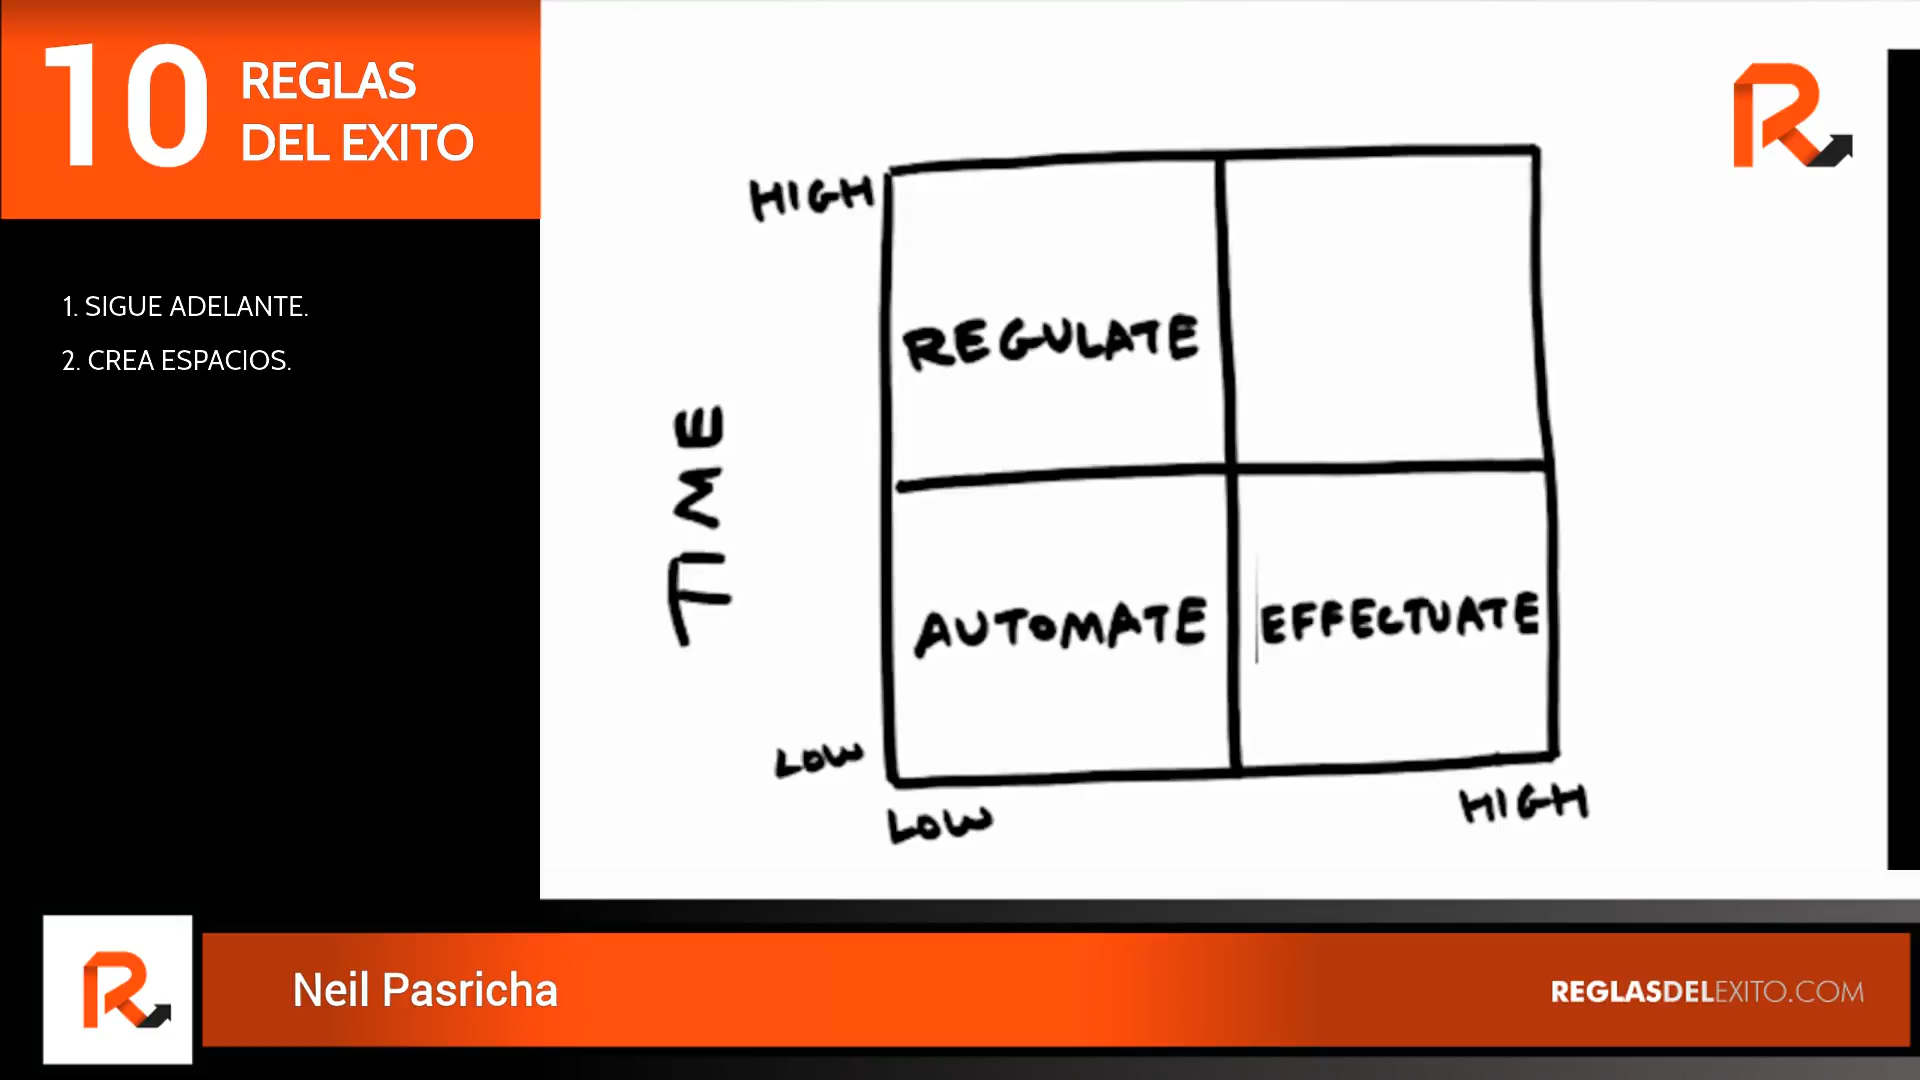 10 REGLAS
DEL EXITO
1. SIGUE ADELANTE.
2. CREA ESPACIOS.
HIGH
REGULATE
TIME
AUTOMATE
EFFECTUATE
LOW
LOW
HIGH
Neil Pasricha
REGLASDELEXITO.COM